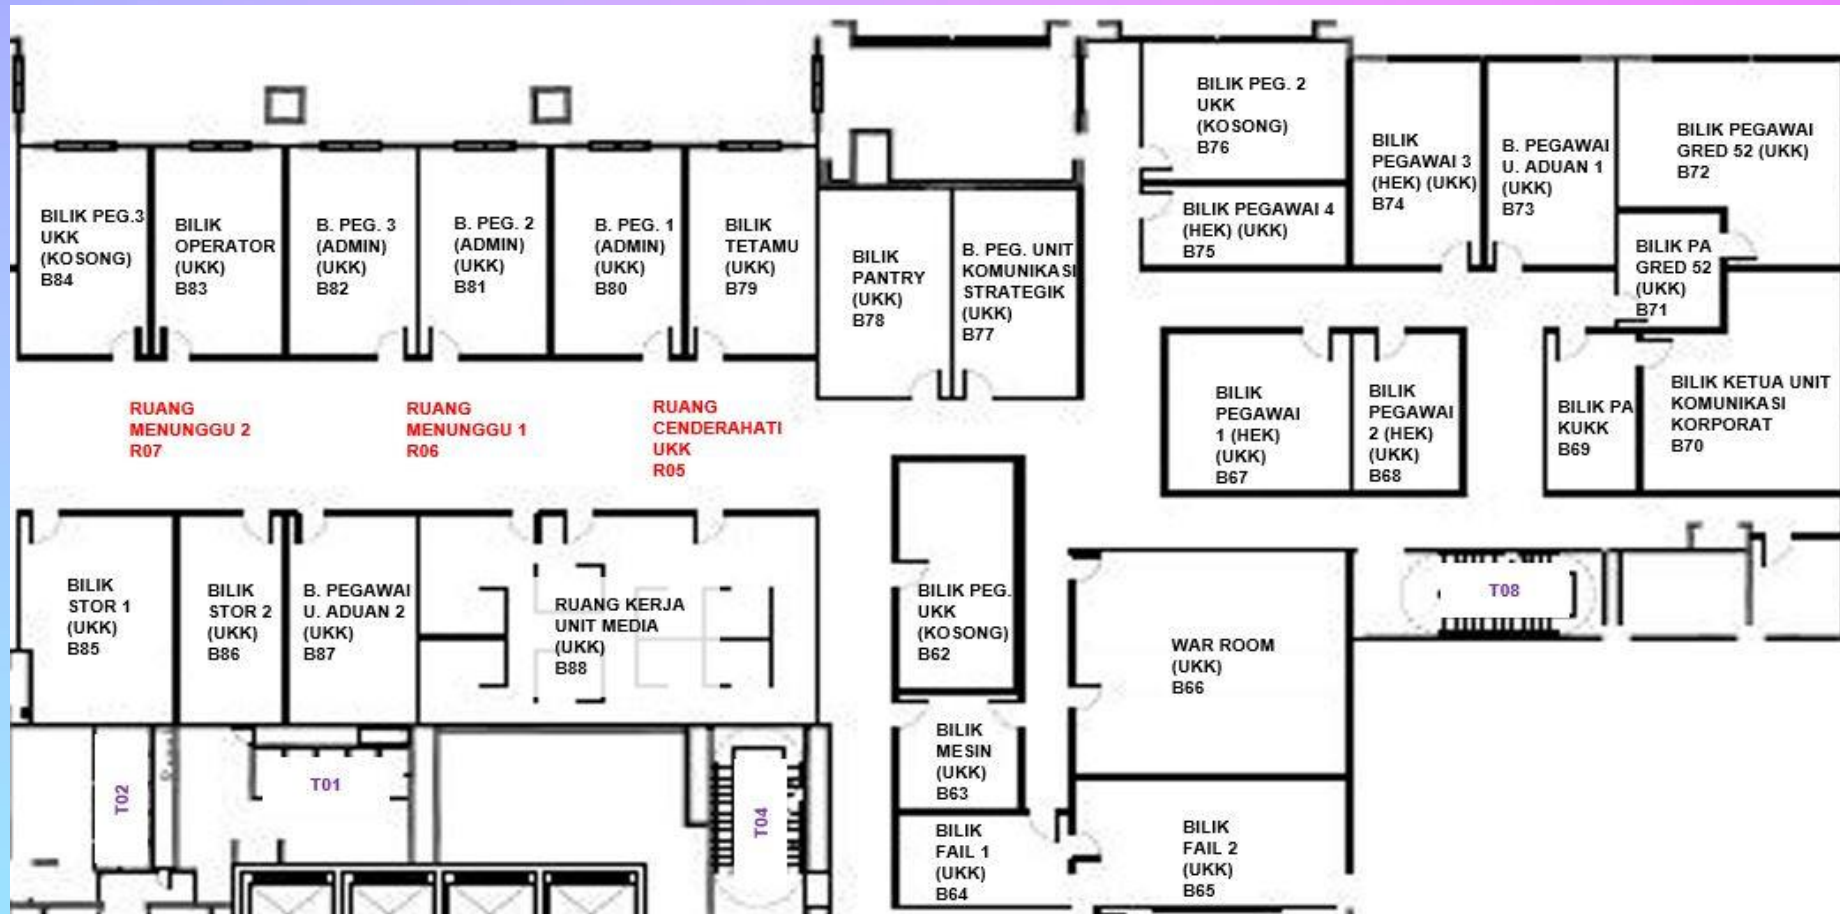 BILIK PEG. 2
UKK
(KOSONG)
B76
BILIK
PEGAWAI 3
(HEK) (UKK)
B74
B. PEGAWAI
U. ADUAN 1
(UKK)
B73
BILIK PEGAWAI
GRED 52 (UKK)
B72
BILIK PEG.3
UKK
(KOSONG)
B84
BILIK
OPERATOR
(UKK)
B83
B. PEG. 3
(ADMIN)
(UKK)
B82
B. PEG. 2
(ADMIN)
(UKK)
B81
B. PEG. 1
(ADMIN)
(UKK)
B80
BILIK
TETAMU
(UKK)
B79
BILIK
PANTRY
(UKK)
B78
B. PEG. UNIT
KOMUNIKASI
STRATEGIK
(UKK)
B77
BILIK PEGAWAI 4
(HEK) (UKK)
B75
BILIK PA
GRED 52
(UKK)
B71
RUANG
MENUNGGU 2
R07
RUANG
MENUNGGU 1
R06
RUANG
CENDERAHATI
UKK
R05
BILIK
PEGAWAI
1 (HEK)
(UKK)
B67
BILIK
PEGAWAI
2 (HEK)
(UKK)
B68
BILIK PA
KUKK
B69
BILIK KETUA UNIT
KOMUNIKASI
KORPORAT
B70
BILIK
STOR 1
(UKK)
B85
BILIK
STOR 2
(UKK)
B86
B. PEGAWAI
U. ADUAN 2
(UKK)
B87
RUANG KERJA
UNIT MEDIA
(UKK)
B88
BILIK PEG.
UKK
(KOSONG)
B62
WAR ROOM
(UKK)
B66
T08
BILIK
MESIN
(UKK)
B63
T02
T01
T04
BILIK
FAIL 1
(UKK)
B64
BILIK
FAIL 2
(UKK)
B65